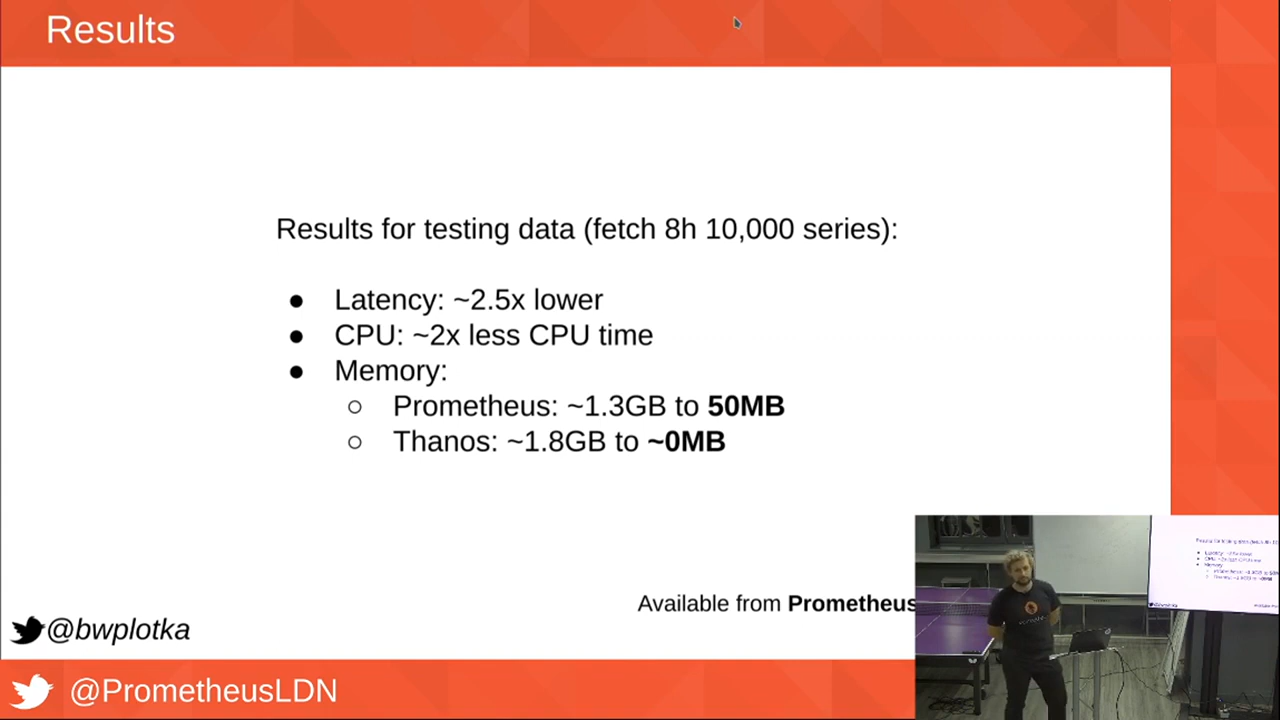 Results
Results for testing data (fetch 8h 10,000 series):
● Latency: ~2.5x lower
● CPU: ~2x less CPU time
● Memory:
○ Prometheus: ~1.3GB to 50MB
○ Thanos: ~1.8GB to ~0MB
Available from Prometheus
@bwplotka
@PrometheusLDN